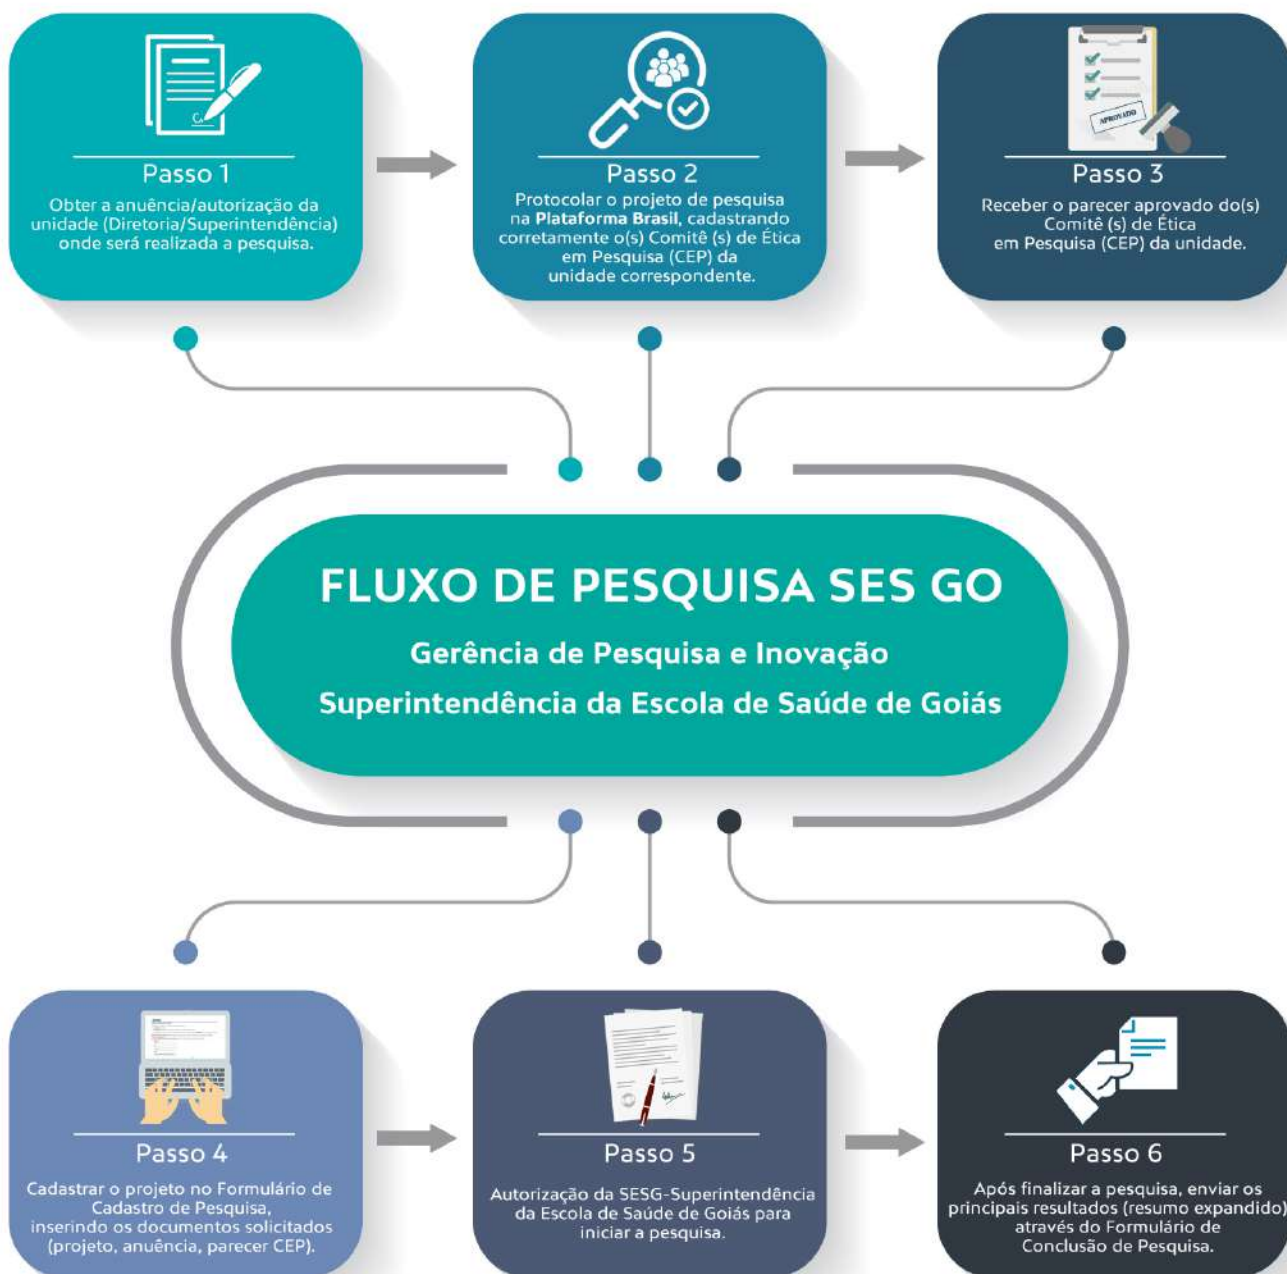 Passo 1
Obter a anuência/autorização da
unidade (Diretoria/Superintendência)
onde será realizada a pesquisa.
Passo 2
Protocolar o projeto de pesquisa
na Plataforma Brasil, cadastrando
corretamente o(s) Comitê (s) de Ética
em Pesquisa (CEP) da
unidade correspondente.
APROVADO
Passo 3
Receber o parecer aprovado do(s)
Comitê (s) de Ética
em Pesquisa (CEP) da unidade.
FLUXO DE PESQUISA SES GO
Gerência de Pesquisa e Inovação
Superintendência da Escola de Saúde de Goiás
Passo 4
Cadastrar o projeto no Formulário de
Cadastro de Pesquisa,
inserindo os documentos solicitados
(projeto, anuência, parecer CEP).
Passo 5
Autorização da SESG-Superintendência
da Escola de Saúde de Goiás para
iniciar a pesquisa.
Passo 6
Após finalizar a pesquisa, enviar os
principais resultados (resumo expandido)
através do Formulário de
Conclusão de Pesquisa.